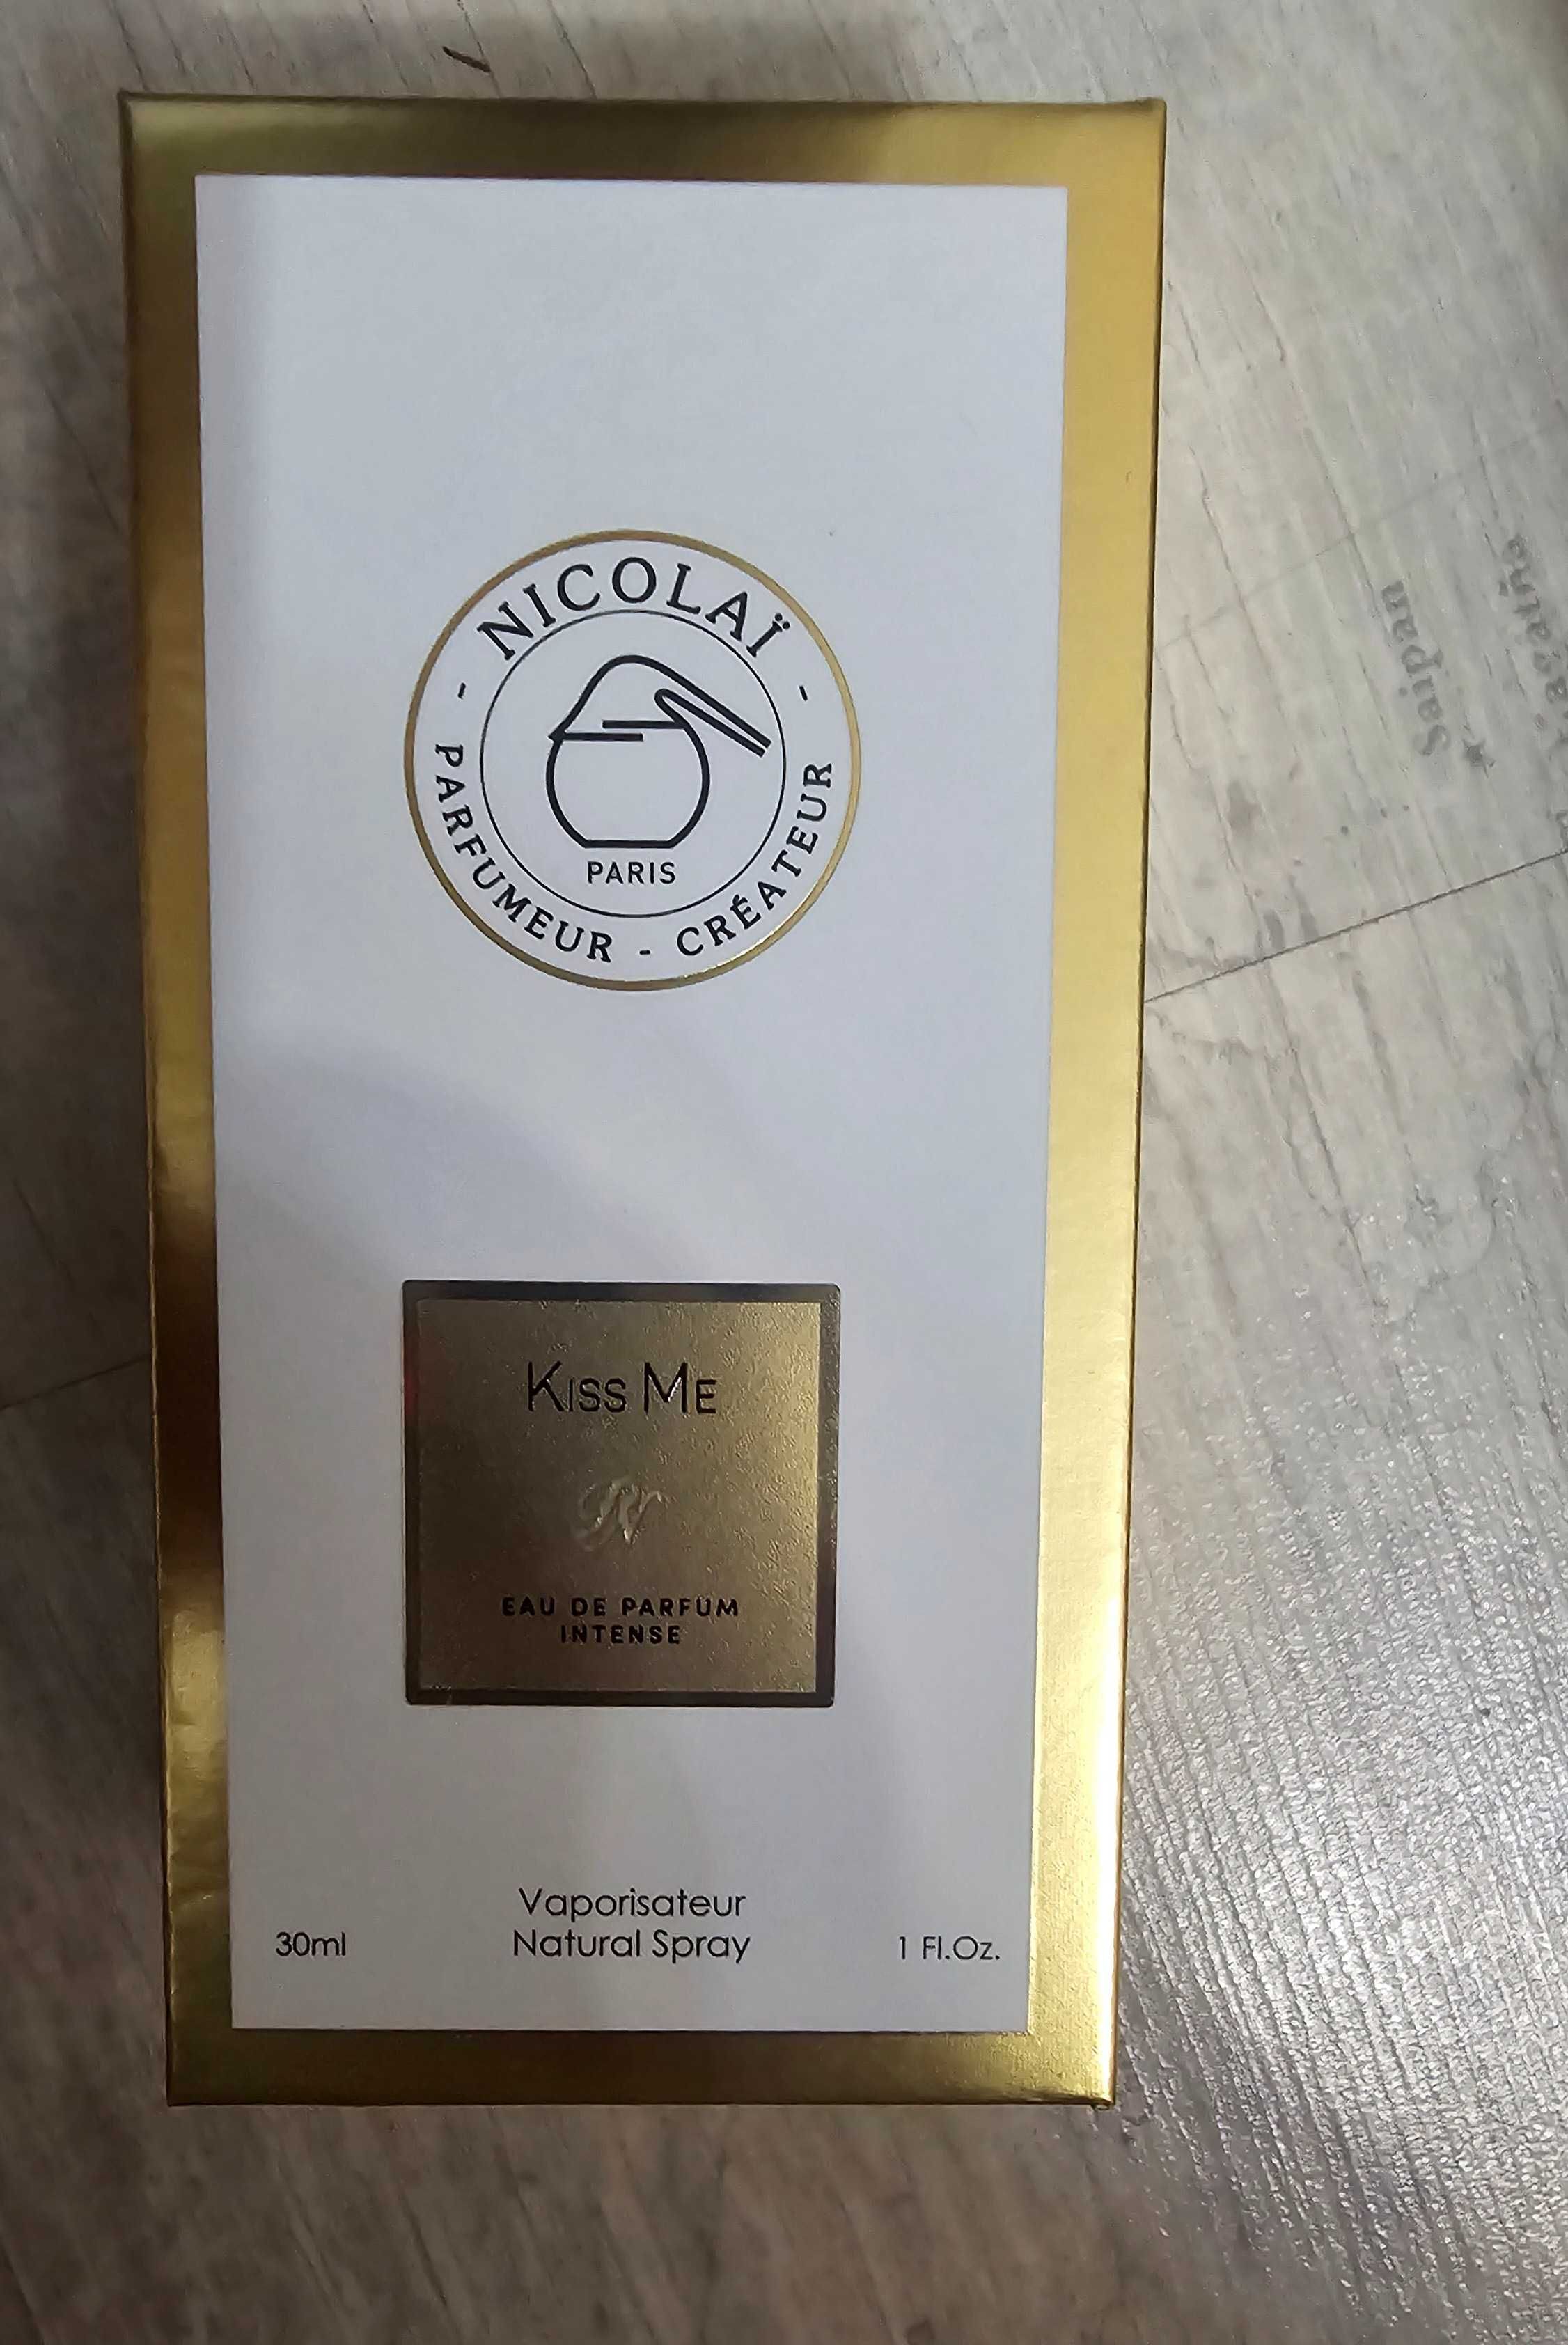 - NICOLAÏ -
PARIS
PARFUMEUR - CRÉATEUR
KISS ME
N
EAU DE PARFUM
INTENSE
Vaporisateur
30ml Natural Spray 1 Fl.Oz.
Saipan